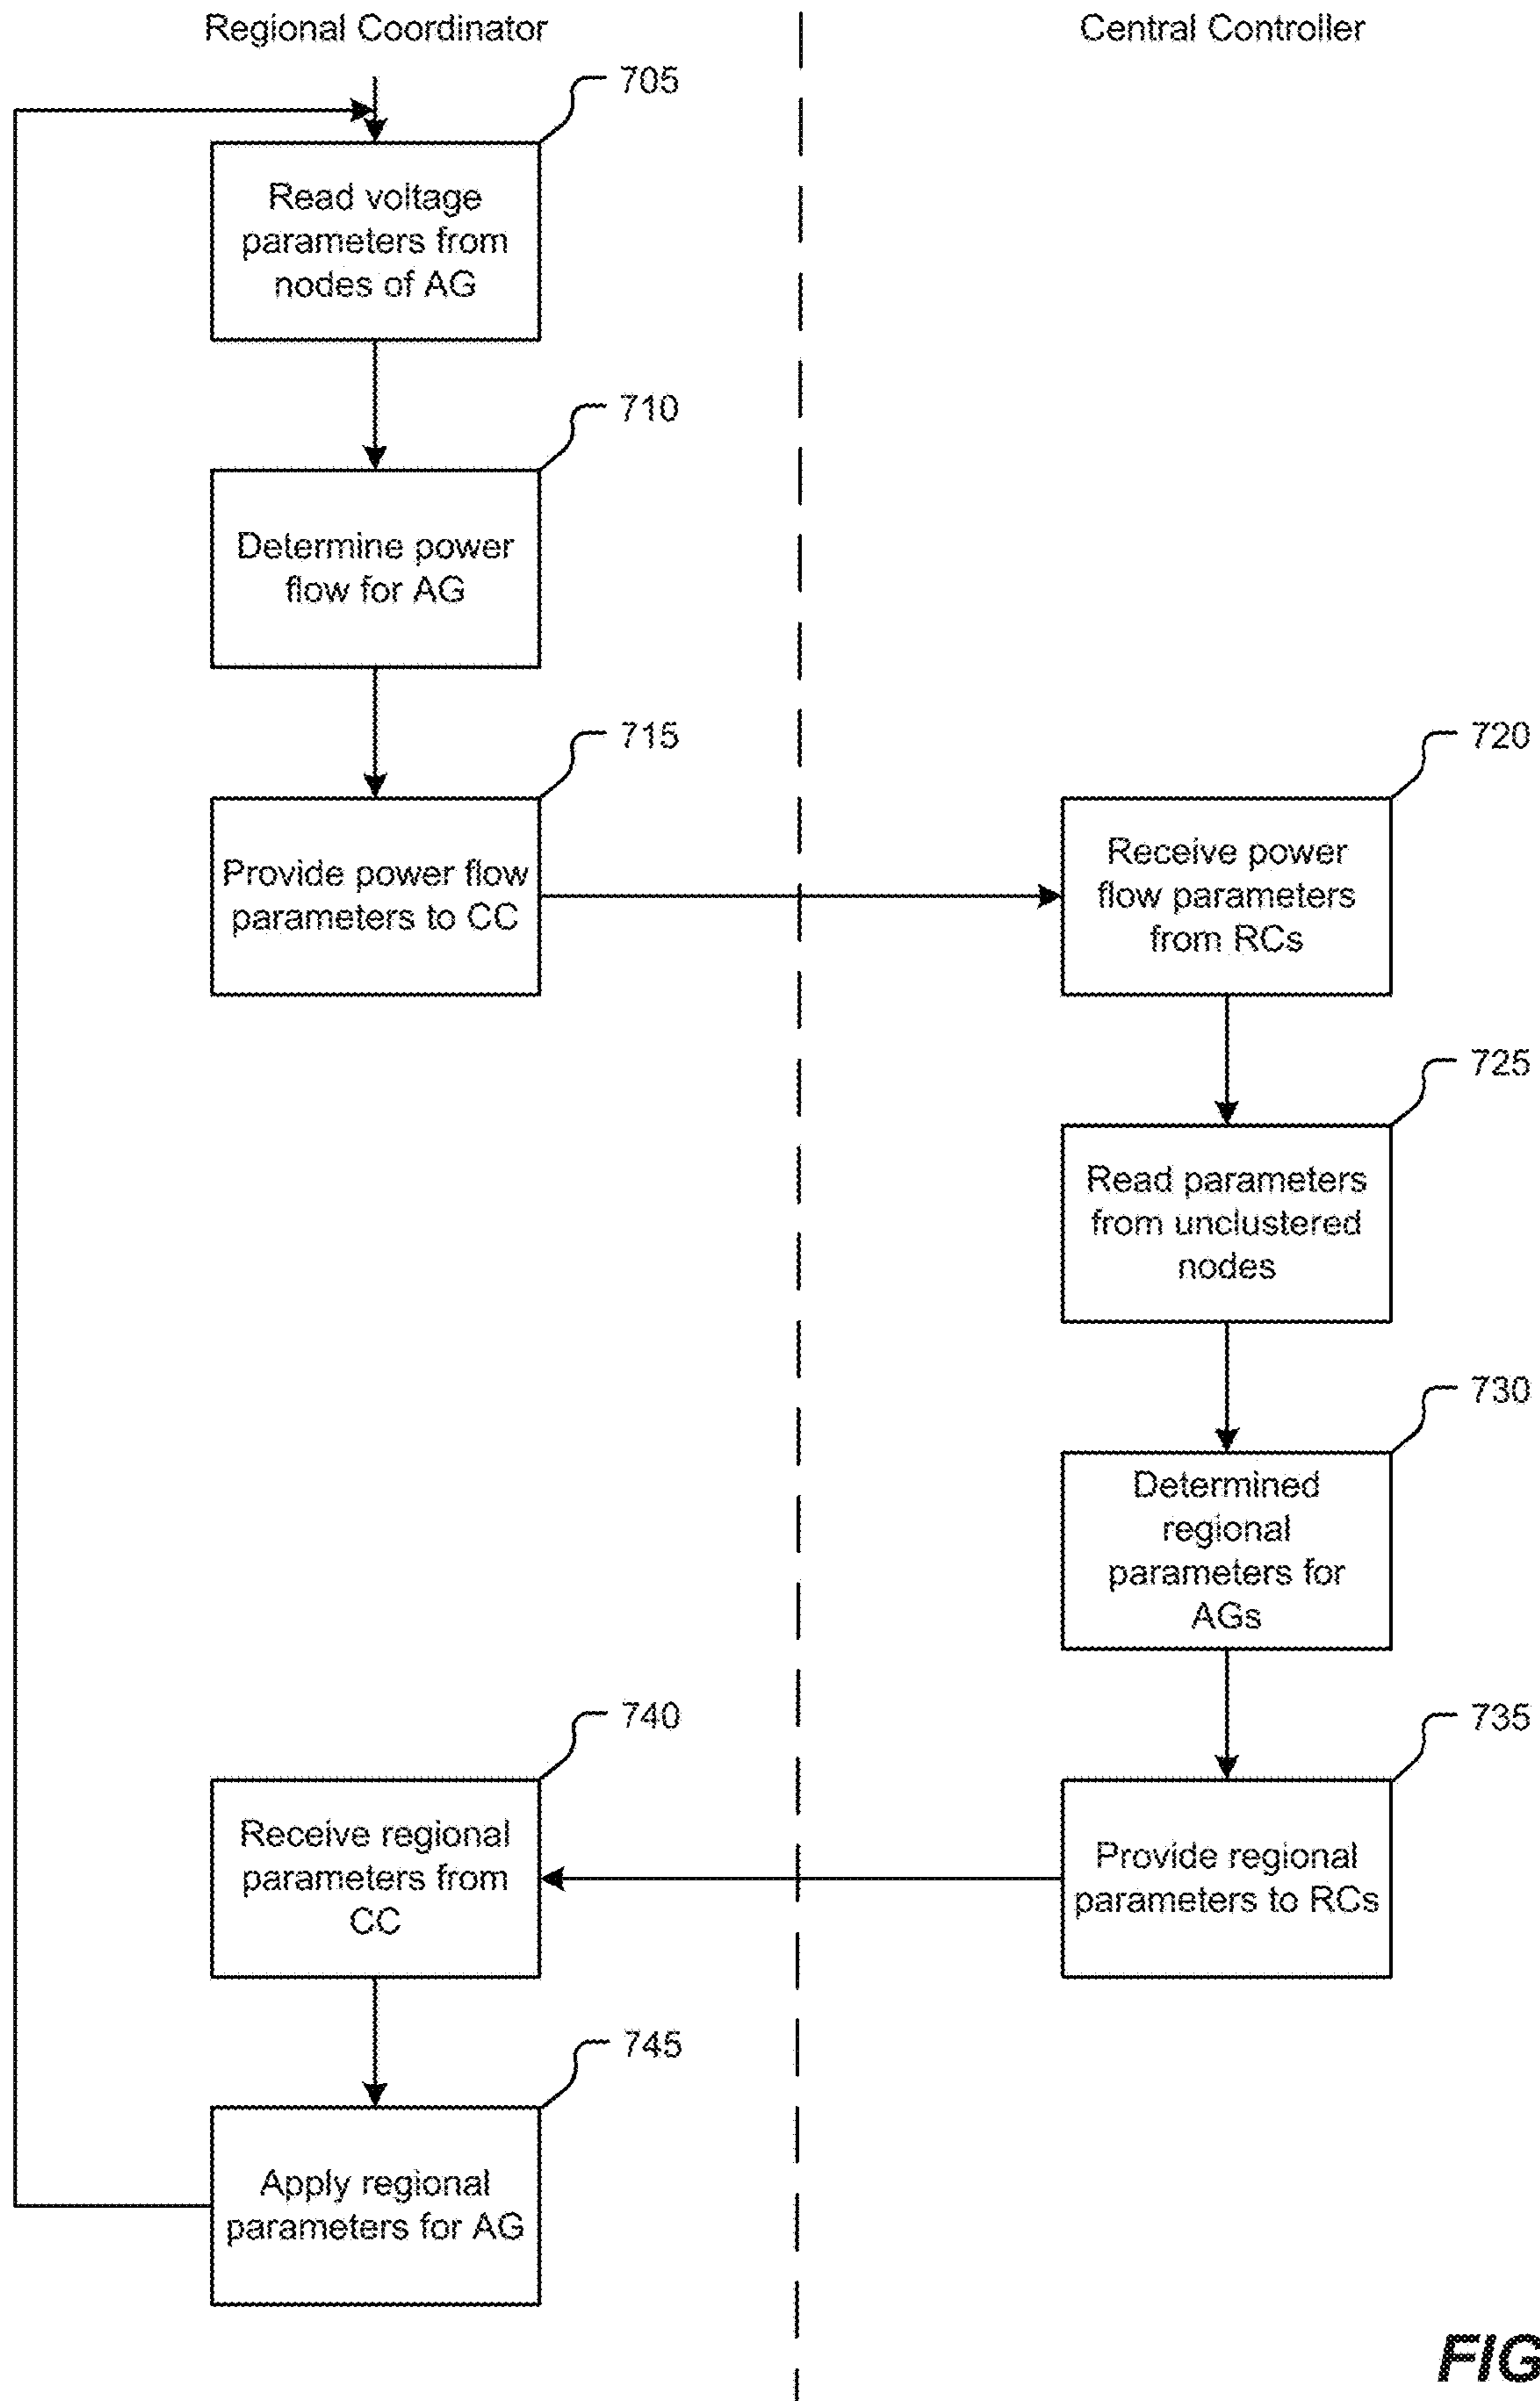 Regional Coordinator
Central Controller
705
Read voltage
parameters from
nodes of AG
710
Determine power
flow for AG
715
Provide power flow
parameters to CC
720
Receive power
flow parameters
from RCs
725
Read parameters
from unclustered
nodes
730
Determined
regional
parameters for
AGs
735
Provide regional
parameters to RCs
740
Receive regional
parameters from
CC
745
Apply regional
parameters for AG
FIG